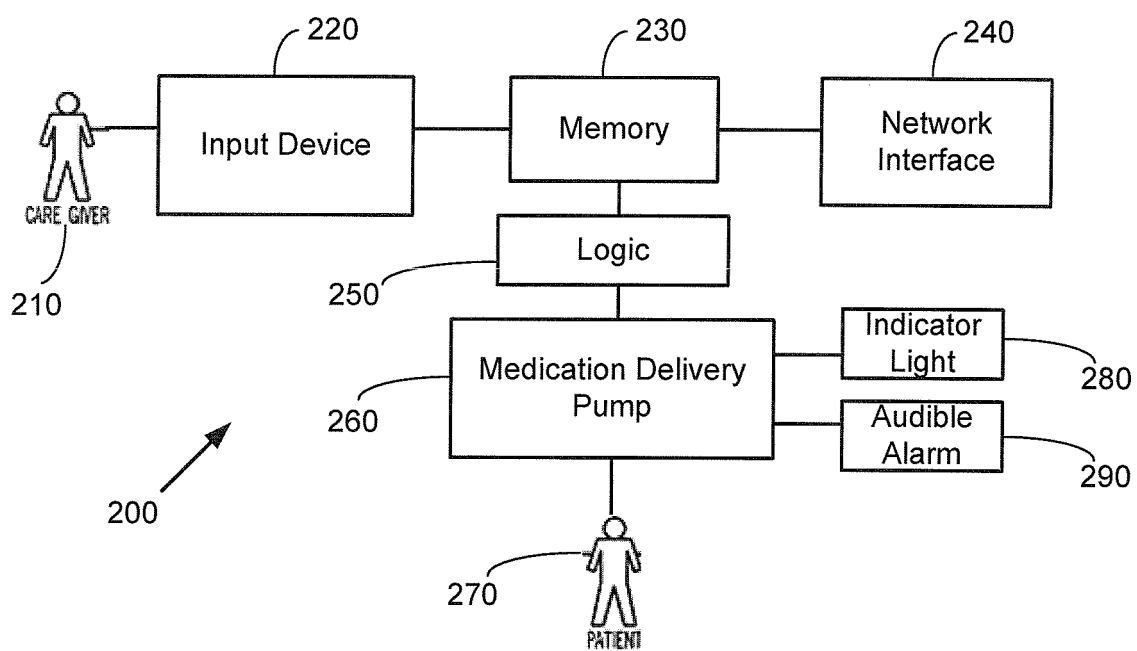 220
230
240
Input Device
Memory
Network
Interface
CARE GIVER
210
Logic
250
Medication Delivery
Pump
260
Indicator
Light
280
Audible
Alarm
290
200
270
PATIENT